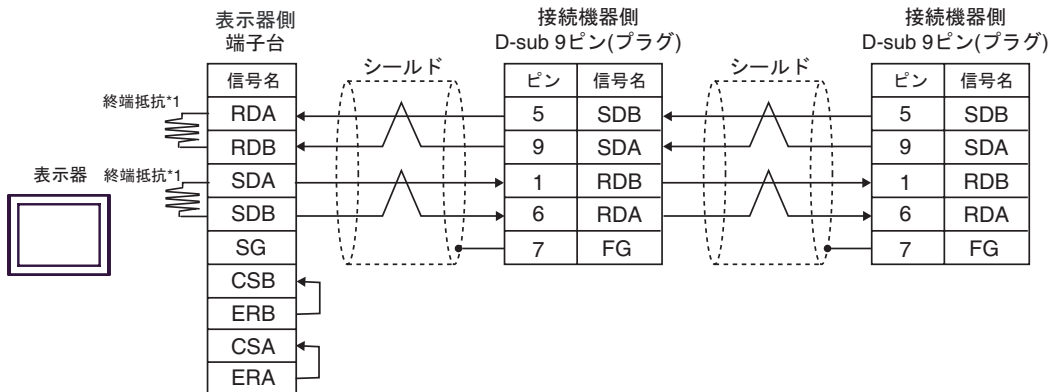 表示器側
端子台
接続機器側
D-sub 9ピン(プラグ)
接続機器側
D-sub 9ピン(プラグ)
信号名
シールド
ピン 信号名
シールド
ピン 信号名
終端抵抗*1
RDA
5 SDB
5 SDB
RDB
9 SDA
9 SDA
表示器
終端抵抗*1
SDA
1 RDB
1 RDB
SDB
6 RDA
6 RDA
SG
7 FG
7 FG
CSB
ERB
CSA
ERA